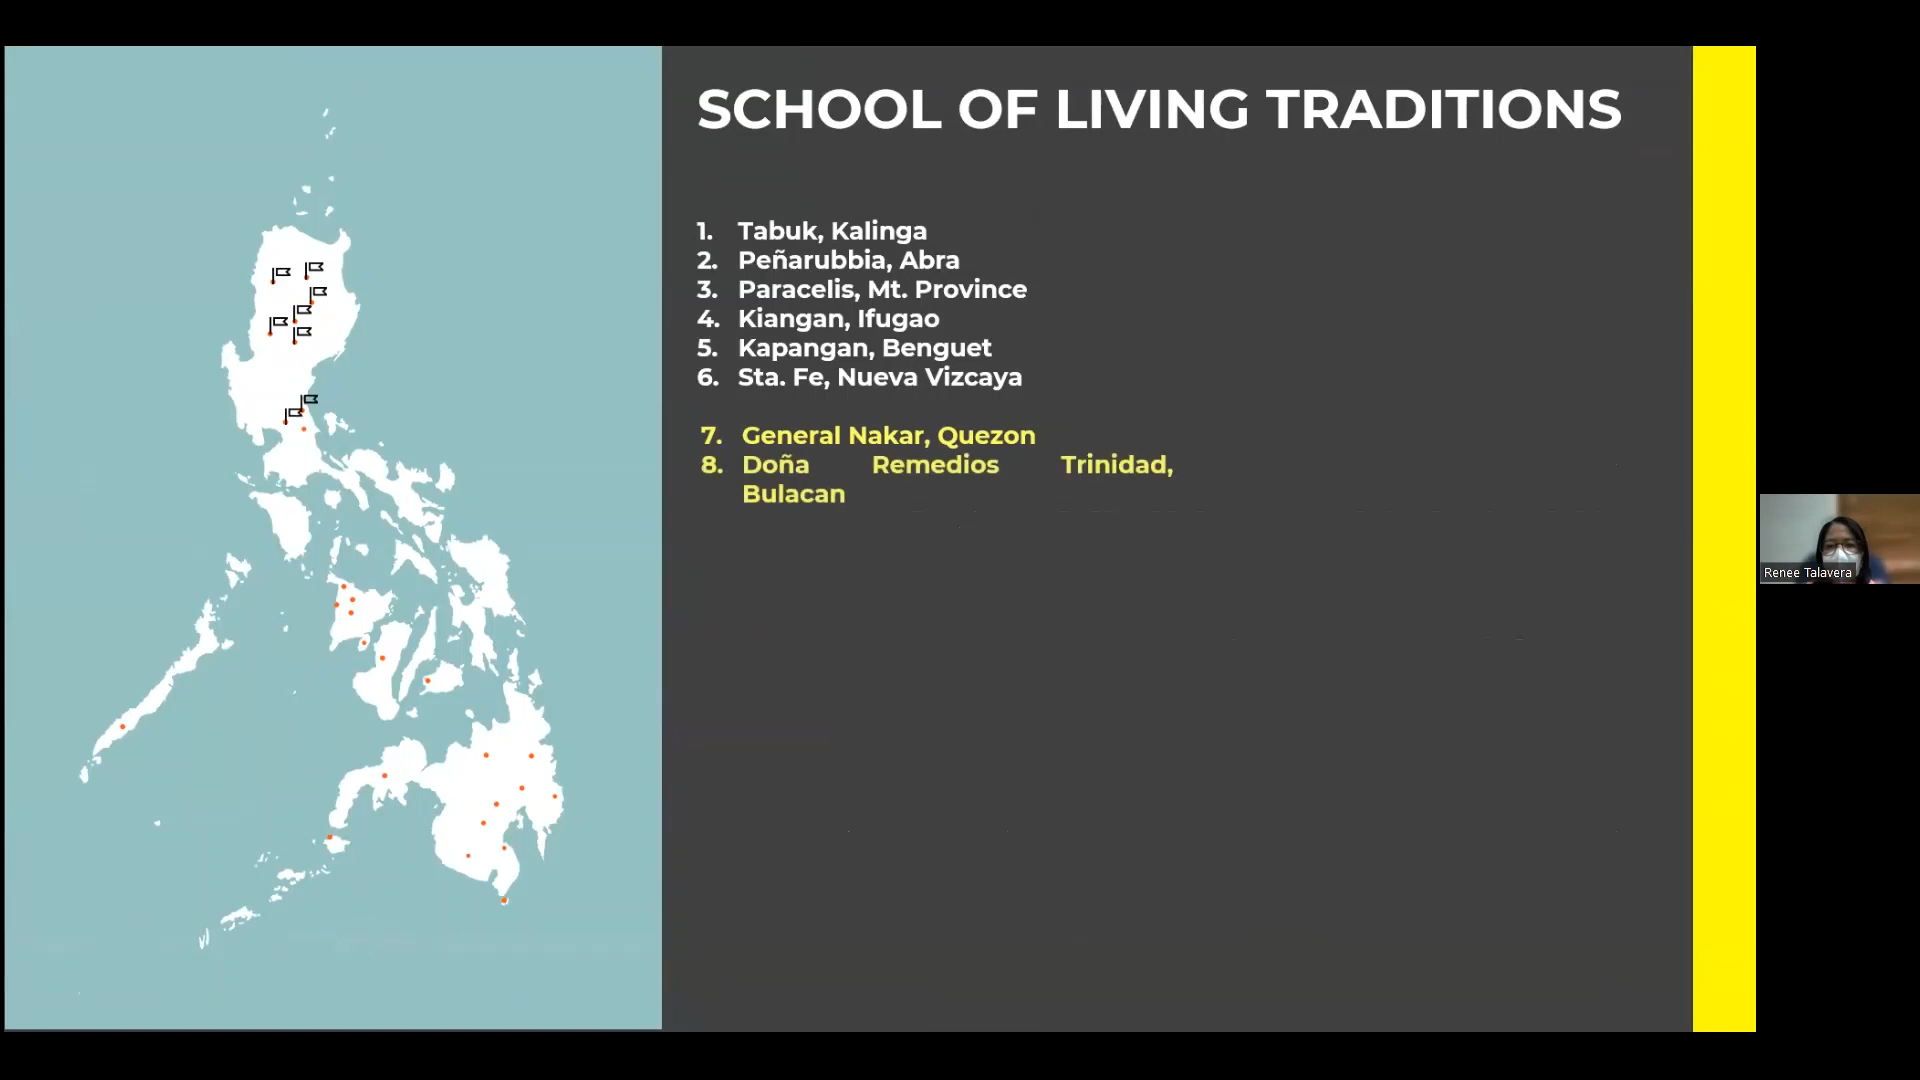 SCHOOL OF LIVING TRADITIONS
1. Tabuk, Kalinga
2. Peñarubbia, Abra
3. Paracelis, Mt. Province
4. Kiangan, Ifugao
5. Kapangan, Benguet
6. Sta. Fe, Nueva Vizcaya
7. General Nakar, Quezon
8. Doña Remedios Trinidad,
Bulacan
Renee Talavera